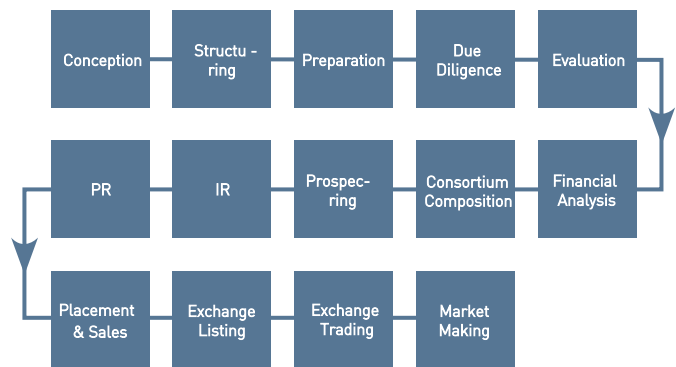 Conception
Structu -
ring
Preparation
Due
Diligence
Evaluation
PR
IR
Prospec-
ring
Consortium
Composition
Financial
Analysis
Placement
& Sales
Exchange
Listing
Exchange
Trading
Market
Making